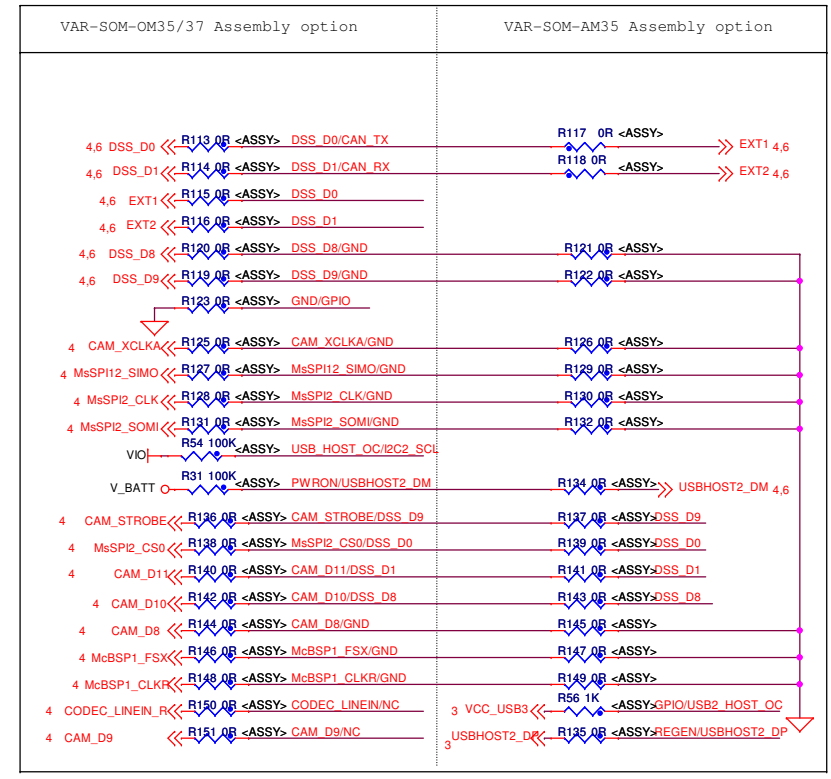 VAR-SOM-OM35/37 Assembly option VAR-SOM-AM35 Assembly option
4,6 DSS_D0 R113 0R <ASSY> DSS_D0/CAN_TX R117 0R <ASSY> EXT1 4,6
4,6 DSS_D1 R114 0R <ASSY> DSS_D1/CAN_RX R118 0R <ASSY> EXT2 4,6
4,6 EXT1 R115 0R <ASSY> DSS_D0
4,6 EXT2 R116 0R <ASSY> DSS_D1
4,6 DSS_D8 R120 0R <ASSY> DSS_D8/GND R121 0R <ASSY>
4,6 DSS_D9 R119 0R <ASSY> DSS_D9/GND R122 0R <ASSY>
R123 0R <ASSY> GND/GPIO
4 CAM_XCLKA R125 0R <ASSY> CAM_XCLKA/GND R126 0R <ASSY>
4 MsSPI12_SIMO R127 0R <ASSY> MsSPI12_SIMO/GND R129 0R <ASSY>
4 MsSPI2_CLK R128 0R <ASSY> MsSPI2_CLK/GND R130 0R <ASSY>
4 MsSPI2_SOMI R131 0R <ASSY> MsSPI2_SOMI/GND R132 0R <ASSY>
VIO R54 100K <ASSY> USB_HOST_OC/I2C2_SCL
V_BATT R31 100K <ASSY> PWRON/USBHOST2_DM R134 0R <ASSY> USBHOST2_DM 4,6
4 CAM_STROBE R136 0R <ASSY> CAM_STROBE/DSS_D9 R137 0R <ASSY> DSS_D9
4 MsSPI2_CS0 R138 0R <ASSY> MsSPI2_CS0/DSS_D0 R139 0R <ASSY> DSS_D0
4 CAM_D11 R140 0R <ASSY> CAM_D11/DSS_D1 R141 0R <ASSY> DSS_D1
4 CAM_D10 R142 0R <ASSY> CAM_D10/DSS_D8 R143 0R <ASSY> DSS_D8
4 CAM_D8 R144 0R <ASSY> CAM_D8/GND R145 0R <ASSY>
4 McBSP1_FSX R146 0R <ASSY> McBSP1_FSX/GND R147 0R <ASSY>
4 McBSP1_CLKR R148 0R <ASSY> McBSP1_CLKR/GND R149 0R <ASSY>
4 CODEC_LINEIN_R R150 0R <ASSY> CODEC_LINEIN/NC 3 VCC_USB3 R56 1K <ASSY> GPIO/USB2_HOST_OC
4 CAM_D9 R151 0R <ASSY> CAM_D9/NC 3 USBHOST2_DP R135 0R <ASSY> REGEN/USBHOST2_DP